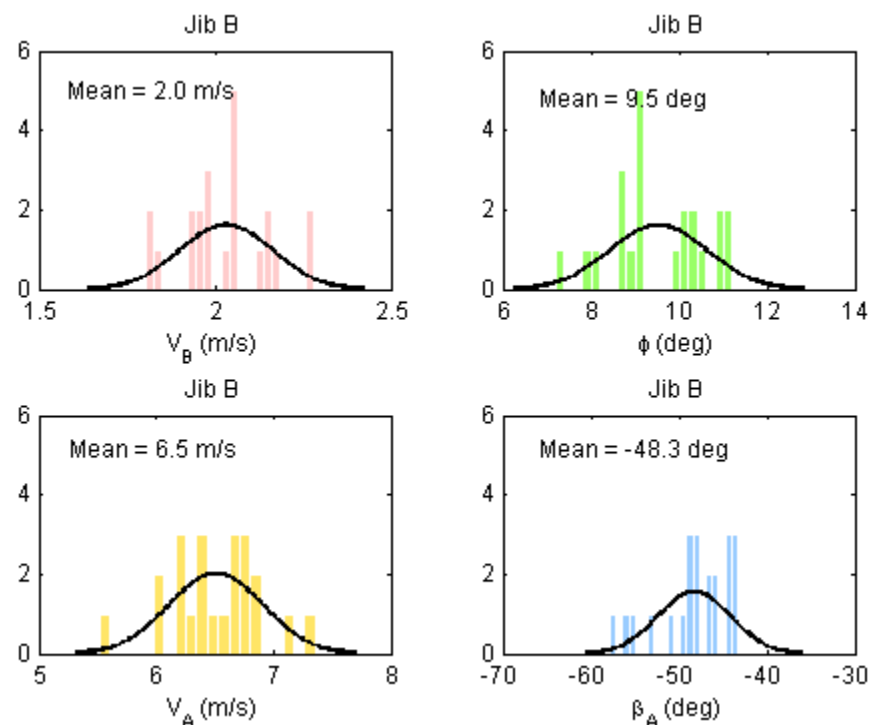 Jib B
Mean = 2.0 m/s
6
4
2
0
1.5 2 2.5
V_B (m/s)
Jib B
Mean = 9.5 deg
6
4
2
0
6 8 10 12 14
ϕ (deg)
Jib B
Mean = 6.5 m/s
6
4
2
0
5 6 7 8
V_A (m/s)
Jib B
Mean = -48.3 deg
6
4
2
0
-70 -60 -50 -40 -30
β_A (deg)